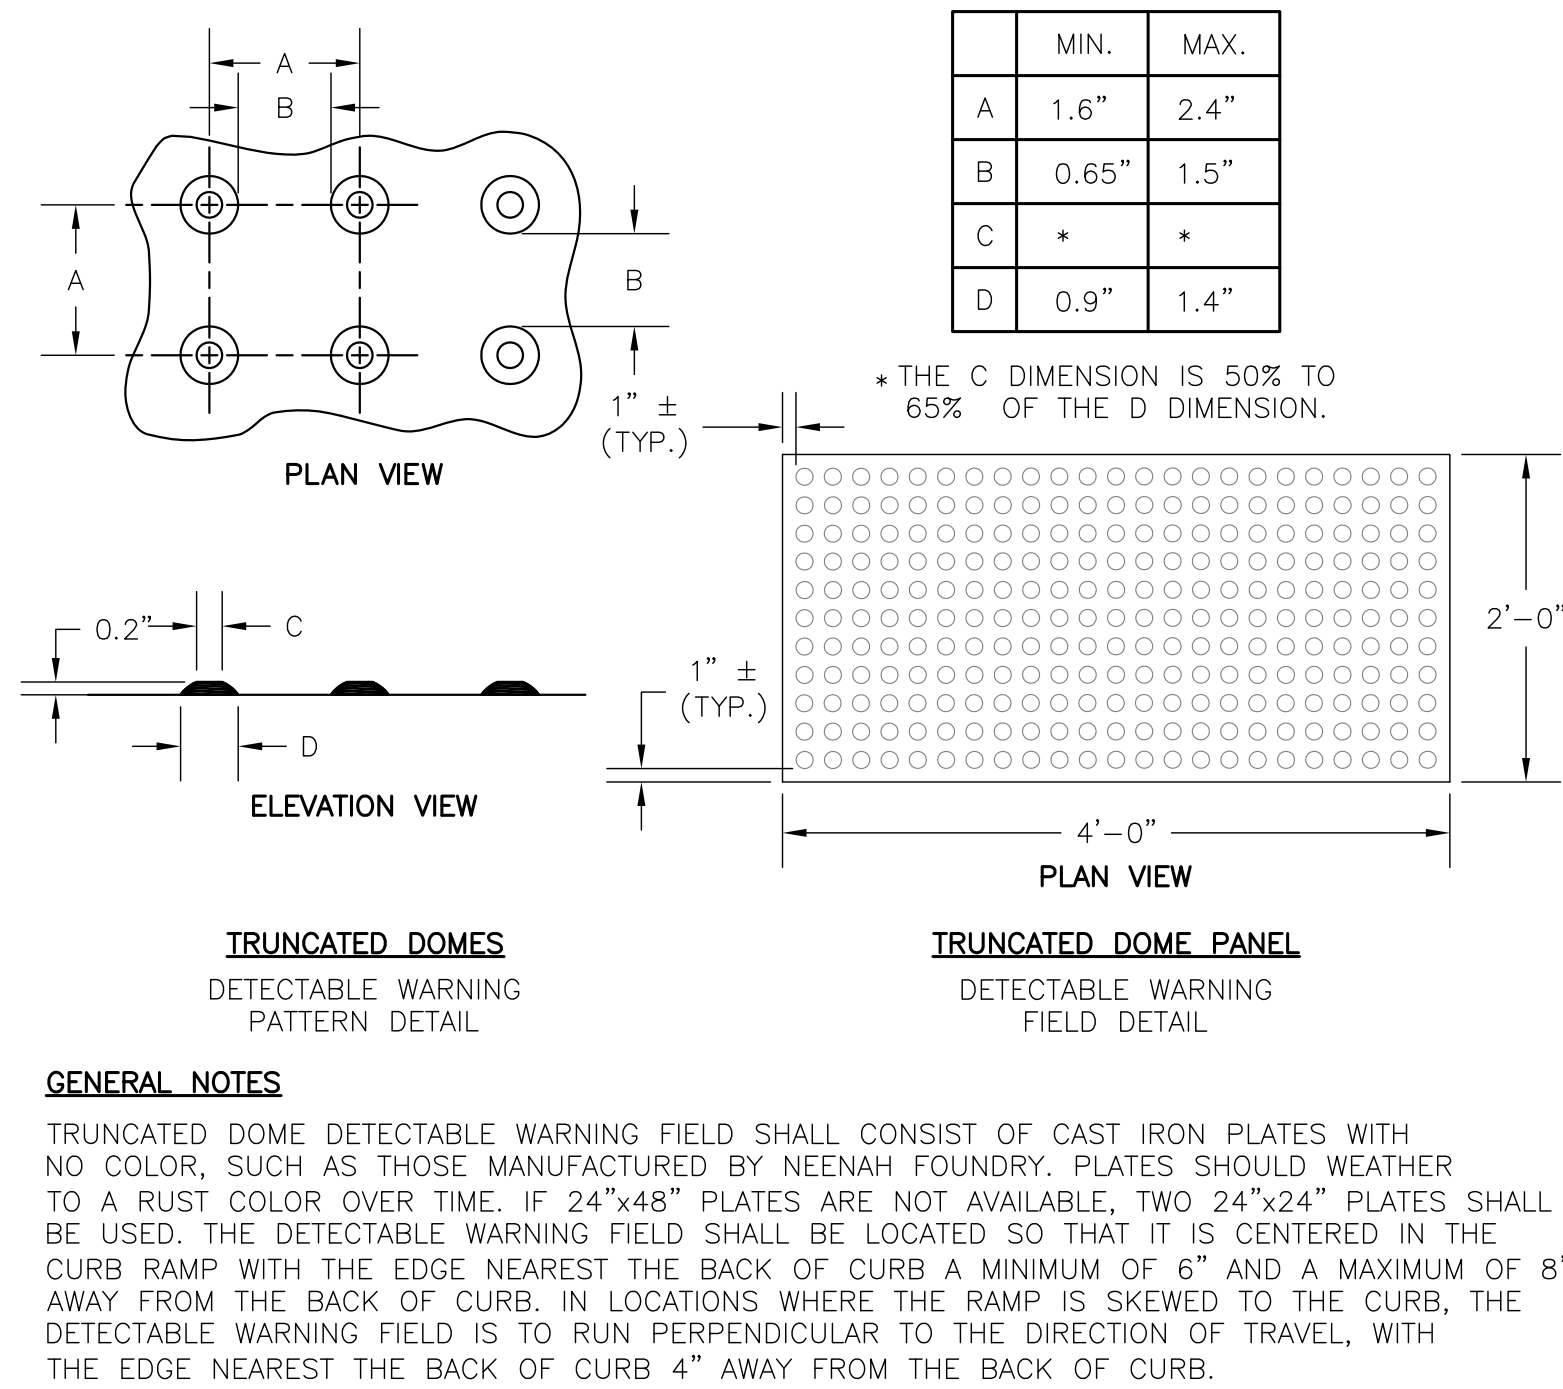 A
B
A
B
PLAN VIEW
MIN. MAX.
A 1.6” 2.4”
B 0.65” 1.5”
C * *
D 0.9” 1.4”
* THE C DIMENSION IS 50% TO
65% OF THE D DIMENSION.
0.2”
C
D
ELEVATION VIEW
TRUNCATED DOMES
DETECTABLE WARNING
PATTERN DETAIL
1” ±
(TYP.)
1” ±
(TYP.)
2’-0”
4’-0”
PLAN VIEW
TRUNCATED DOME PANEL
DETECTABLE WARNING
FIELD DETAIL
GENERAL NOTES
TRUNCATED DOME DETECTABLE WARNING FIELD SHALL CONSIST OF CAST IRON PLATES WITH
NO COLOR, SUCH AS THOSE MANUFACTURED BY NEENAH FOUNDRY. PLATES SHOULD WEATHER
TO A RUST COLOR OVER TIME. IF 24”x48” PLATES ARE NOT AVAILABLE, TWO 24”x24” PLATES SHALL
BE USED. THE DETECTABLE WARNING FIELD SHALL BE LOCATED SO THAT IT IS CENTERED IN THE
CURB RAMP WITH THE EDGE NEAREST THE BACK OF CURB A MINIMUM OF 6” AND A MAXIMUM OF 8”
AWAY FROM THE BACK OF CURB. IN LOCATIONS WHERE THE RAMP IS SKEWED TO THE CURB, THE
DETECTABLE WARNING FIELD IS TO RUN PERPENDICULAR TO THE DIRECTION OF TRAVEL, WITH
THE EDGE NEAREST THE BACK OF CURB 4” AWAY FROM THE BACK OF CURB.